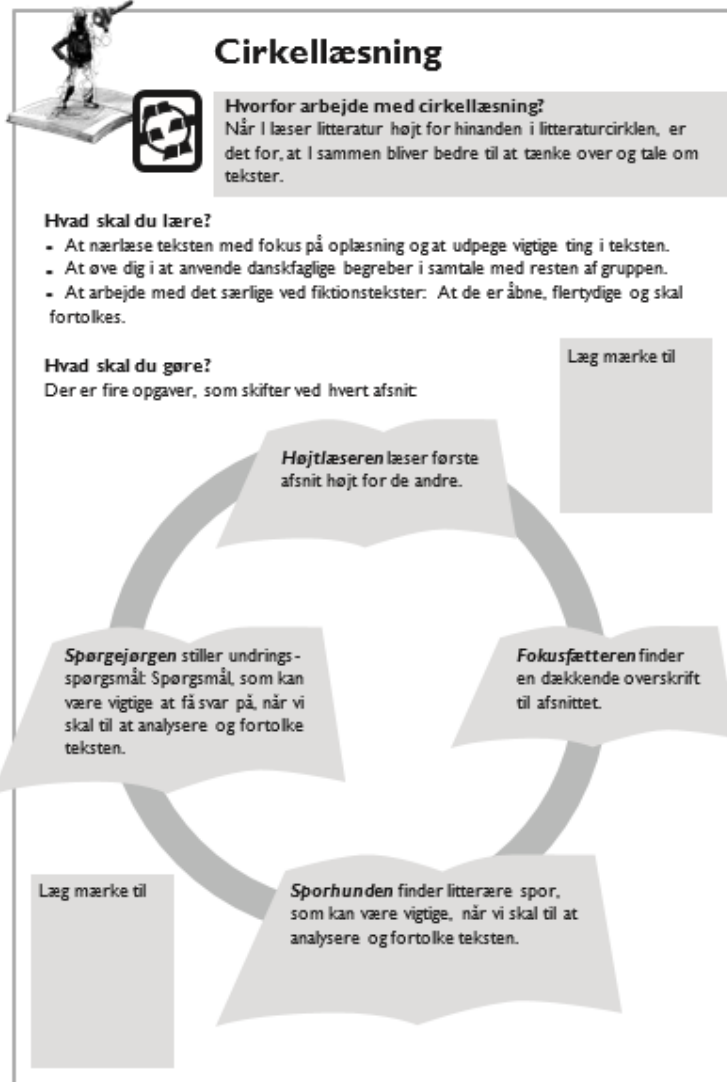 Cirkellæsning
Hvorfor arbejde med cirkellæsning?
Når I læser litteratur højt for hinanden i litteraturcirklen, er
det for, at I sammen bliver bedre til at tænke over og tale om
tekster.
Hvad skal du lære?
- At nærlæse teksten med fokus på oplæsning og at udpege vigtige ting i teksten.
- At øve dig i at anvende danskfaglige begreber i samtale med resten af gruppen.
- At arbejde med det særlige ved fiktionstekster: At de er åbne, flertydige og skal
fortolkes.
Hvad skal du gøre?
Der er fire opgaver, som skifter ved hvert afsnit:
Læg mærke til
Højtlæseren læser første
afsnit højt for de andre.
Fokusfætteren finder
en dækkende overskrift
til afsnittet.
Sporhunden finder litterære spor,
som kan være vigtige, når vi skal til at
analysere og fortolke teksten.
Spørgejørgen stiller undrings-
spørgsmål: Spørgsmål, som kan
være vigtige at få svar på, når vi
skal til at analysere og fortolke
teksten.
Læg mærke til